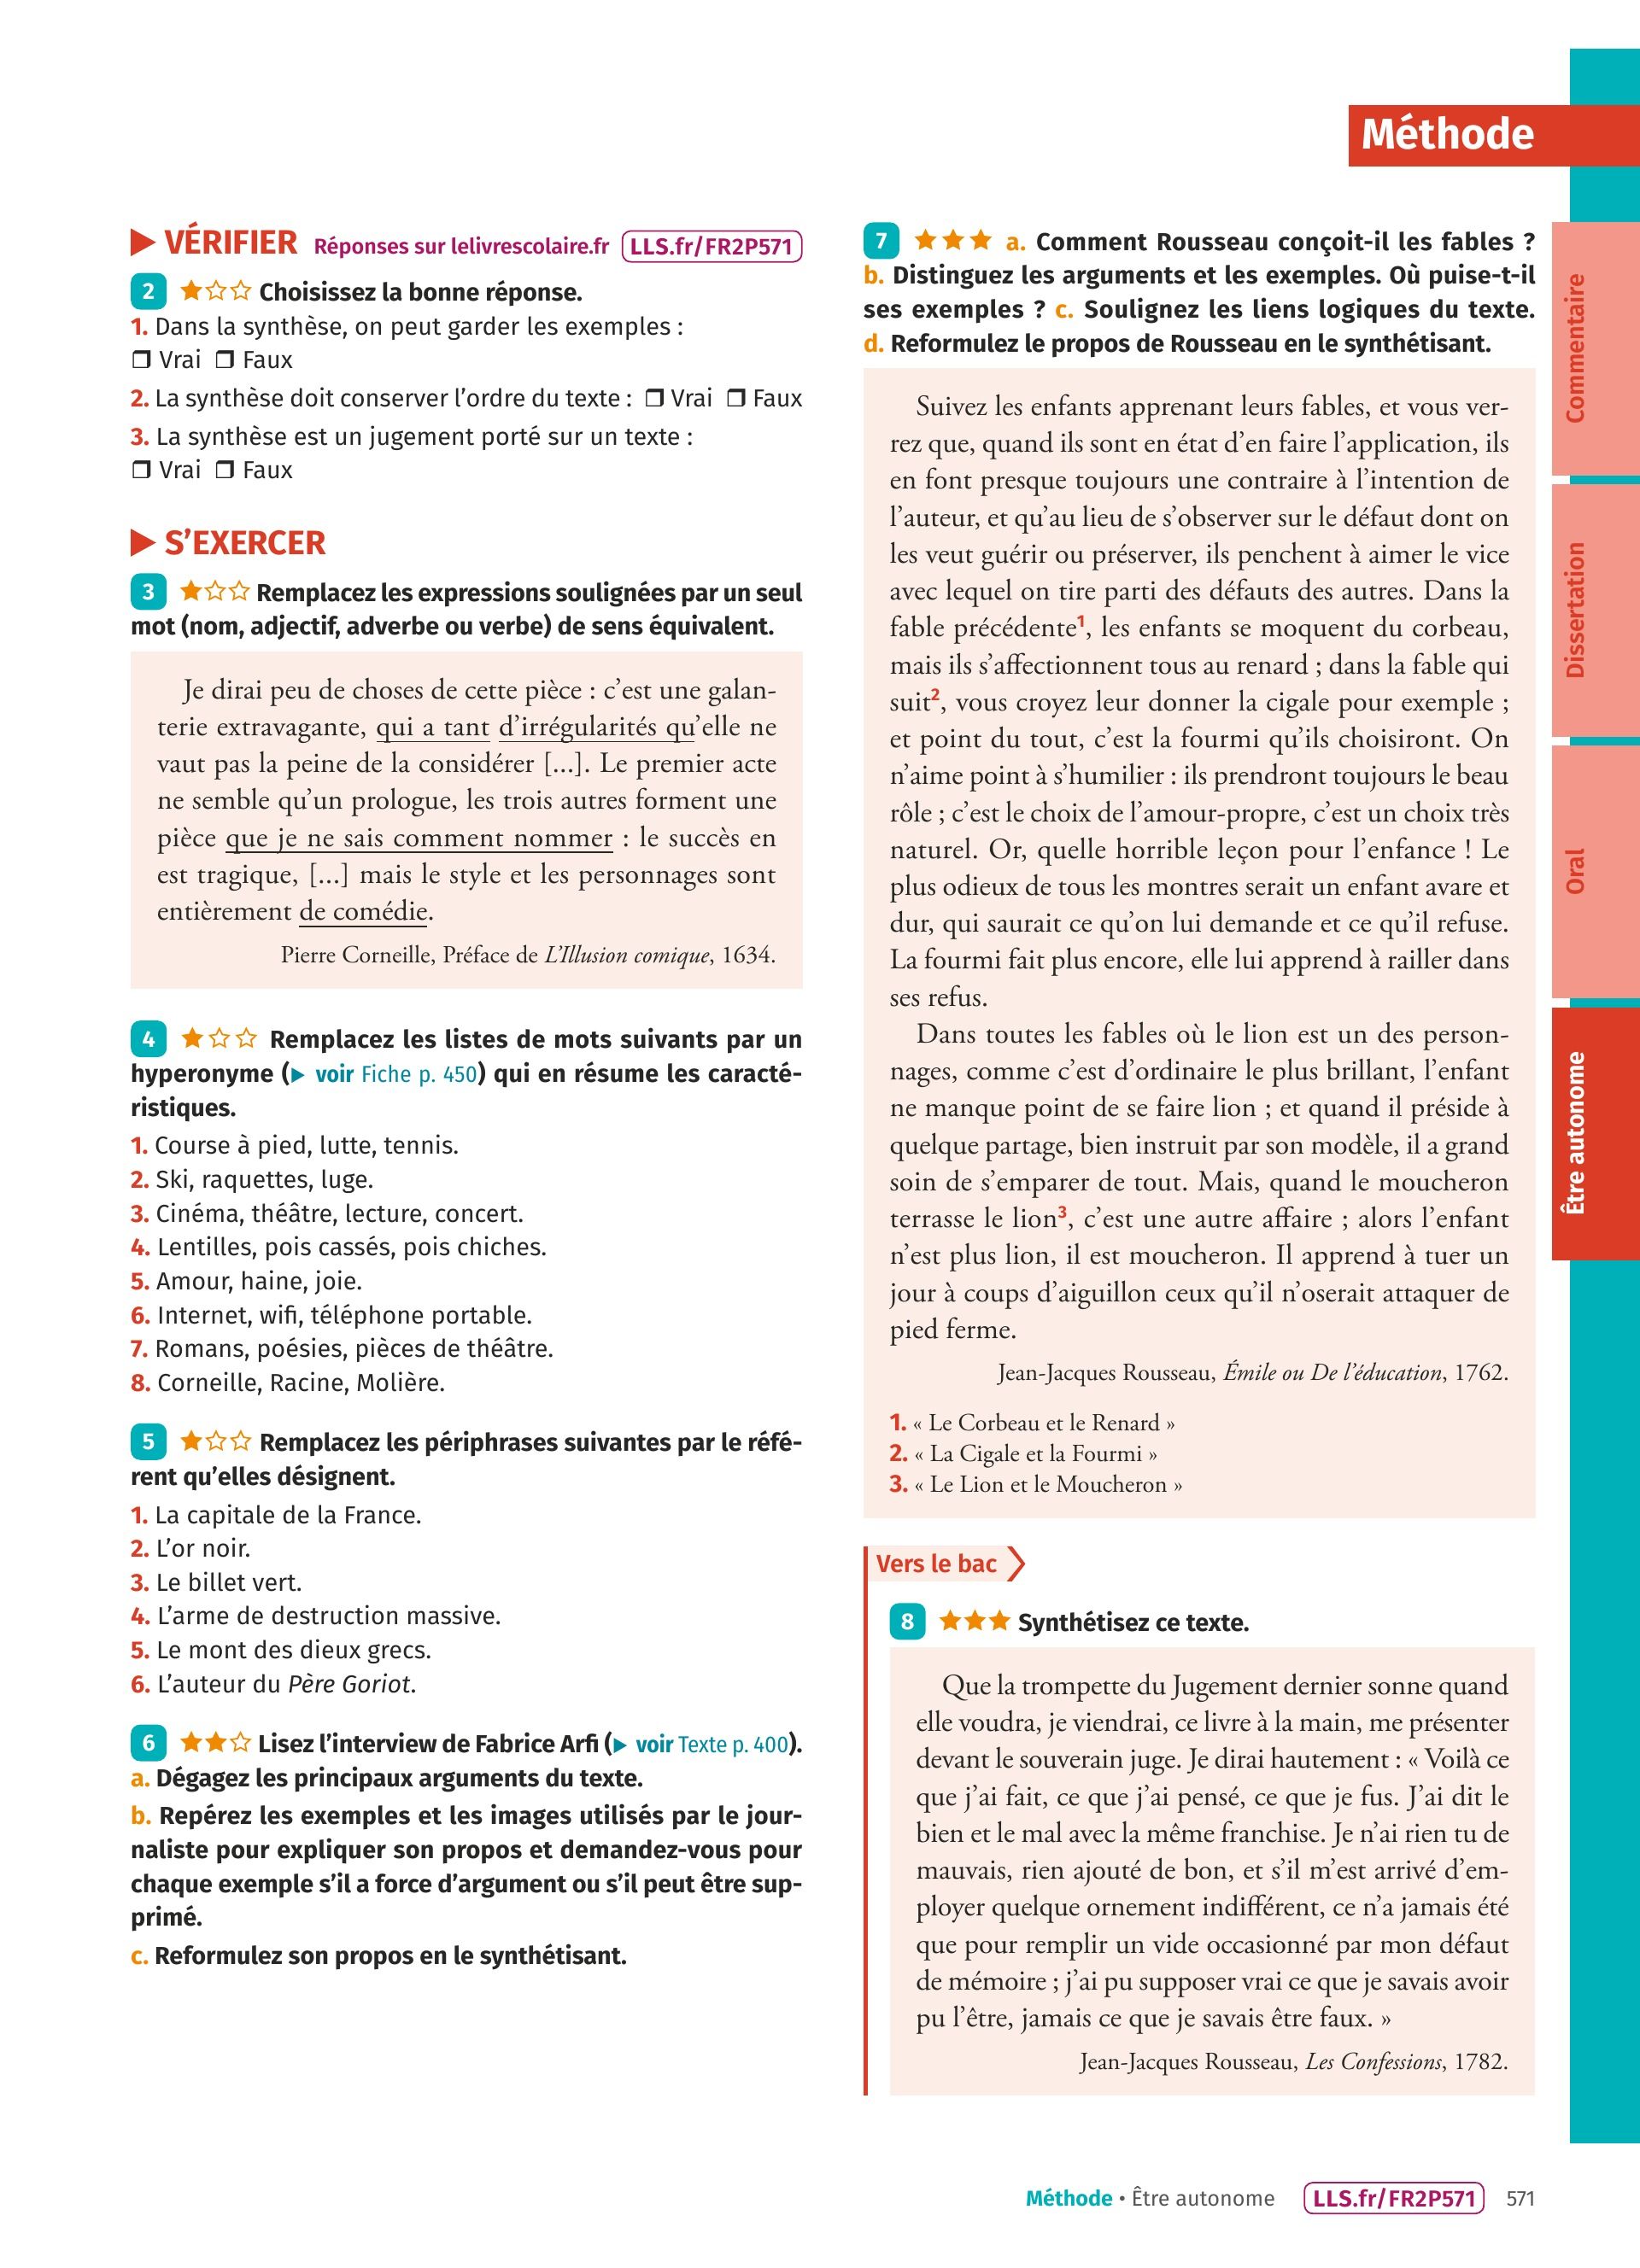 Méthode
▶ VÉRIFIER Réponses sur lelivrescolaire.fr LLS.fr/FR2P571
2 ★☆☆ Choisissez la bonne réponse.
1. Dans la synthèse, on peut garder les exemples :
❒ Vrai ❒ Faux
2. La synthèse doit conserver l’ordre du texte : ❒ Vrai ❒ Faux
3. La synthèse est un jugement porté sur un texte :
❒ Vrai ❒ Faux
▶ S’EXERCER
3 ★☆☆ Remplacez les expressions soulignées par un seul
mot (nom, adjectif, adverbe ou verbe) de sens équivalent.
Je dirai peu de choses de cette pièce : c’est une galan-
terie extravagante, qui a tant d’irrégularités qu’elle ne
vaut pas la peine de la considérer [...]. Le premier acte
ne semble qu’un prologue, les trois autres forment une
pièce que je ne sais comment nommer : le succès en
est tragique, [...] mais le style et les personnages sont
entièrement de comédie.
Pierre Corneille, Préface de L’Illusion comique, 1634.
4 ★☆☆ Remplacez les listes de mots suivants par un
hyperonyme (▶ voir Fiche p. 450) qui en résume les caracté-
ristiques.
1. Course à pied, lutte, tennis.
2. Ski, raquettes, luge.
3. Cinéma, théâtre, lecture, concert.
4. Lentilles, pois cassés, pois chiches.
5. Amour, haine, joie.
6. Internet, wifi, téléphone portable.
7. Romans, poésies, pièces de théâtre.
8. Corneille, Racine, Molière.
5 ★☆☆ Remplacez les périphrases suivantes par le réfé-
rent qu’elles désignent.
1. La capitale de la France.
2. L’or noir.
3. Le billet vert.
4. L’arme de destruction massive.
5. Le mont des dieux grecs.
6. L’auteur du Père Goriot.
6 ★★☆ Lisez l’interview de Fabrice Arfi (▶ voir Texte p. 400).
a. Dégagez les principaux arguments du texte.
b. Repérez les exemples et les images utilisés par le jour-
naliste pour expliquer son propos et demandez-vous pour
chaque exemple s’il a force d’argument ou s’il peut être sup-
primé.
c. Reformulez son propos en le synthétisant.
7 ★★★ a. Comment Rousseau conçoit-il les fables ?
b. Distinguez les arguments et les exemples. Où puise-t-il
ses exemples ? c. Soulignez les liens logiques du texte.
d. Reformulez le propos de Rousseau en le synthétisant.
Suivez les enfants apprenant leurs fables, et vous ver-
rez que, quand ils sont en état d’en faire l’application, ils
en font presque toujours une contraire à l’intention de
l’auteur, et qu’au lieu de s’observer sur le défaut dont on
les veut guérir ou préserver, ils penchent à aimer le vice
avec lequel on tire parti des défauts des autres. Dans la
fable précédente1, les enfants se moquent du corbeau,
mais ils s’affectionnent tous au renard ; dans la fable qui
suit2, vous croyez leur donner la cigale pour exemple ;
et point du tout, c’est la fourmi qu’ils choisiront. On
n’aime point à s’humilier : ils prendront toujours le beau
rôle ; c’est le choix de l’amour-propre, c’est un choix très
naturel. Or, quelle horrible leçon pour l’enfance ! Le
plus odieux de tous les montres serait un enfant avare et
dur, qui saurait ce qu’on lui demande et ce qu’il refuse.
La fourmi fait plus encore, elle lui apprend à railler dans
ses refus.
Dans toutes les fables où le lion est un des person-
nages, comme c’est d’ordinaire le plus brillant, l’enfant
ne manque point de se faire lion ; et quand il préside à
quelque partage, bien instruit par son modèle, il a grand
soin de s’emparer de tout. Mais, quand le moucheron
terrasse le lion3, c’est une autre affaire ; alors l’enfant
n’est plus lion, il est moucheron. Il apprend à tuer un
jour à coups d’aiguillon ceux qu’il n’oserait attaquer de
pied ferme.
Jean-Jacques Rousseau, Émile ou De l’éducation, 1762.
1. « Le Corbeau et le Renard »
2. « La Cigale et la Fourmi »
3. « Le Lion et le Moucheron »
Vers le bac
8 ★★★ Synthétisez ce texte.
Que la trompette du Jugement dernier sonne quand
elle voudra, je viendrai, ce livre à la main, me présenter
devant le souverain juge. Je dirai hautement : « Voilà ce
que j’ai fait, ce que j’ai pensé, ce que je fus. J’ai dit le
bien et le mal avec la même franchise. Je n’ai rien tu de
mauvais, rien ajouté de bon, et s’il m’est arrivé d’em-
ployer quelque ornement indifférent, ce n’a jamais été
que pour remplir un vide occasionné par mon défaut
de mémoire ; j’ai pu supposer vrai ce que je savais avoir
pu l’être, jamais ce que je savais être faux. »
Jean-Jacques Rousseau, Les Confessions, 1782.
Commentaire
Dissertation
Oral
Être autonome
Méthode • Être autonome LLS.fr/FR2P571 571